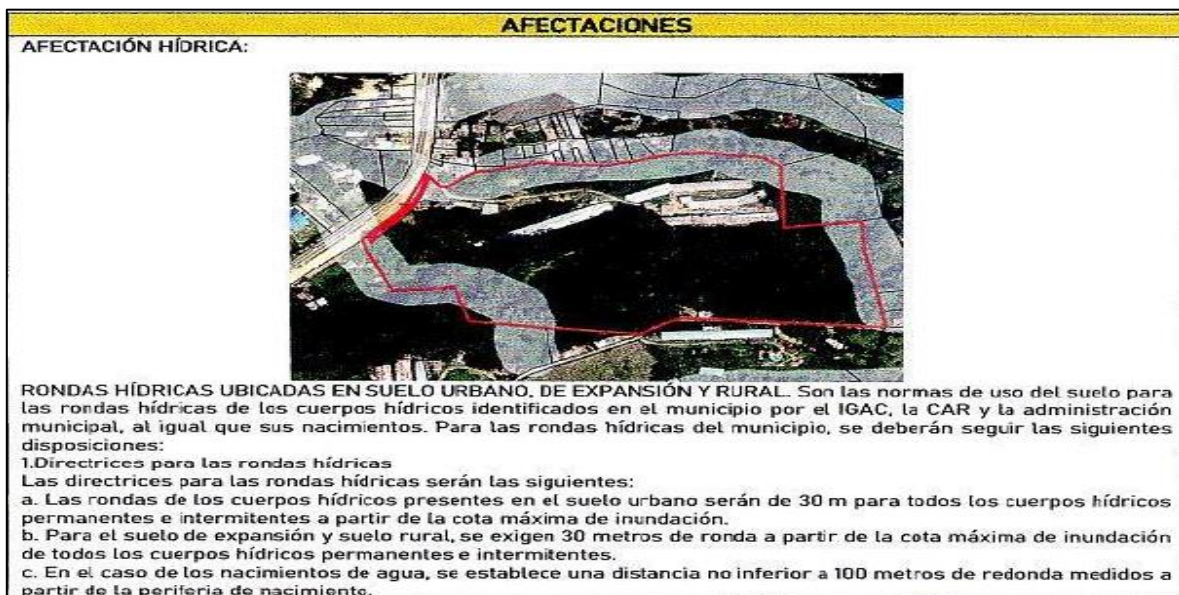 AFECTACIONES
AFECTACIÓN HÍDRICA:
RONDAS HÍDRICAS UBICADAS EN SUELO URBANO, DE EXPANSIÓN Y RURAL. Son las normas de uso del suelo para
las rondas hídricas de los cuerpos hídricos identificados en el municipio por el IGAC, la CAR y la administración
municipal, al igual que sus nacimientos. Para las rondas hídricas del municipio, se deberán seguir las siguientes
disposiciones:
1.Directrices para las rondas hídricas
Las directrices para las rondas hídricas serán las siguientes:
a. Las rondas de los cuerpos hídricos presentes en el suelo urbano serán de 30 m para todos los cuerpos hídricos
permanentes e intermitentes a partir de la cota máxima de inundación.
b. Para el suelo de expansión y suelo rural, se exigen 30 metros de ronda a partir de la cota máxima de inundación
de todos los cuerpos hídricos permanentes e intermitentes.
c. En el caso de los nacimientos de agua, se establece una distancia no inferior a 100 metros de redonda medidos a
partir de la periferia de nacimiento.